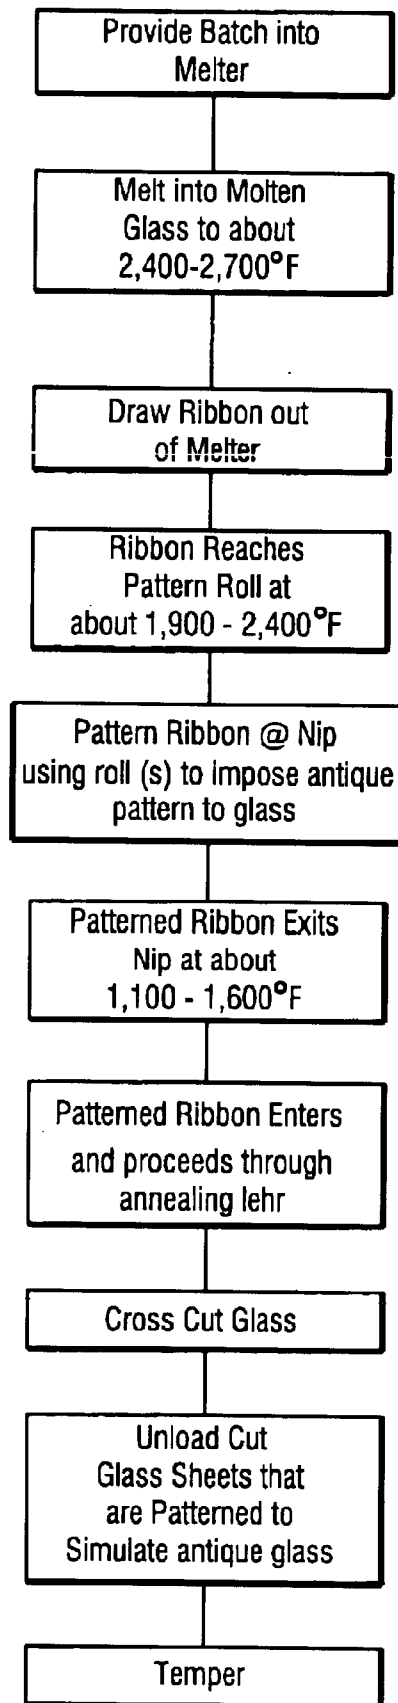 Provide Batch into
Melter
Melt into Molten
Glass to about
2,400-2,700°F
Draw Ribbon out
of Melter
Ribbon Reaches
Pattern Roll at
about 1,900 - 2,400°F
Pattern Ribbon @ Nip
using roll (s) to impose antique
pattern to glass
Patterned Ribbon Exits
Nip at about
1,100 - 1,600°F
Patterned Ribbon Enters
and proceeds through
annealing lehr
Cross Cut Glass
Unload Cut
Glass Sheets that
are Patterned to
Simulate antique glass
Temper